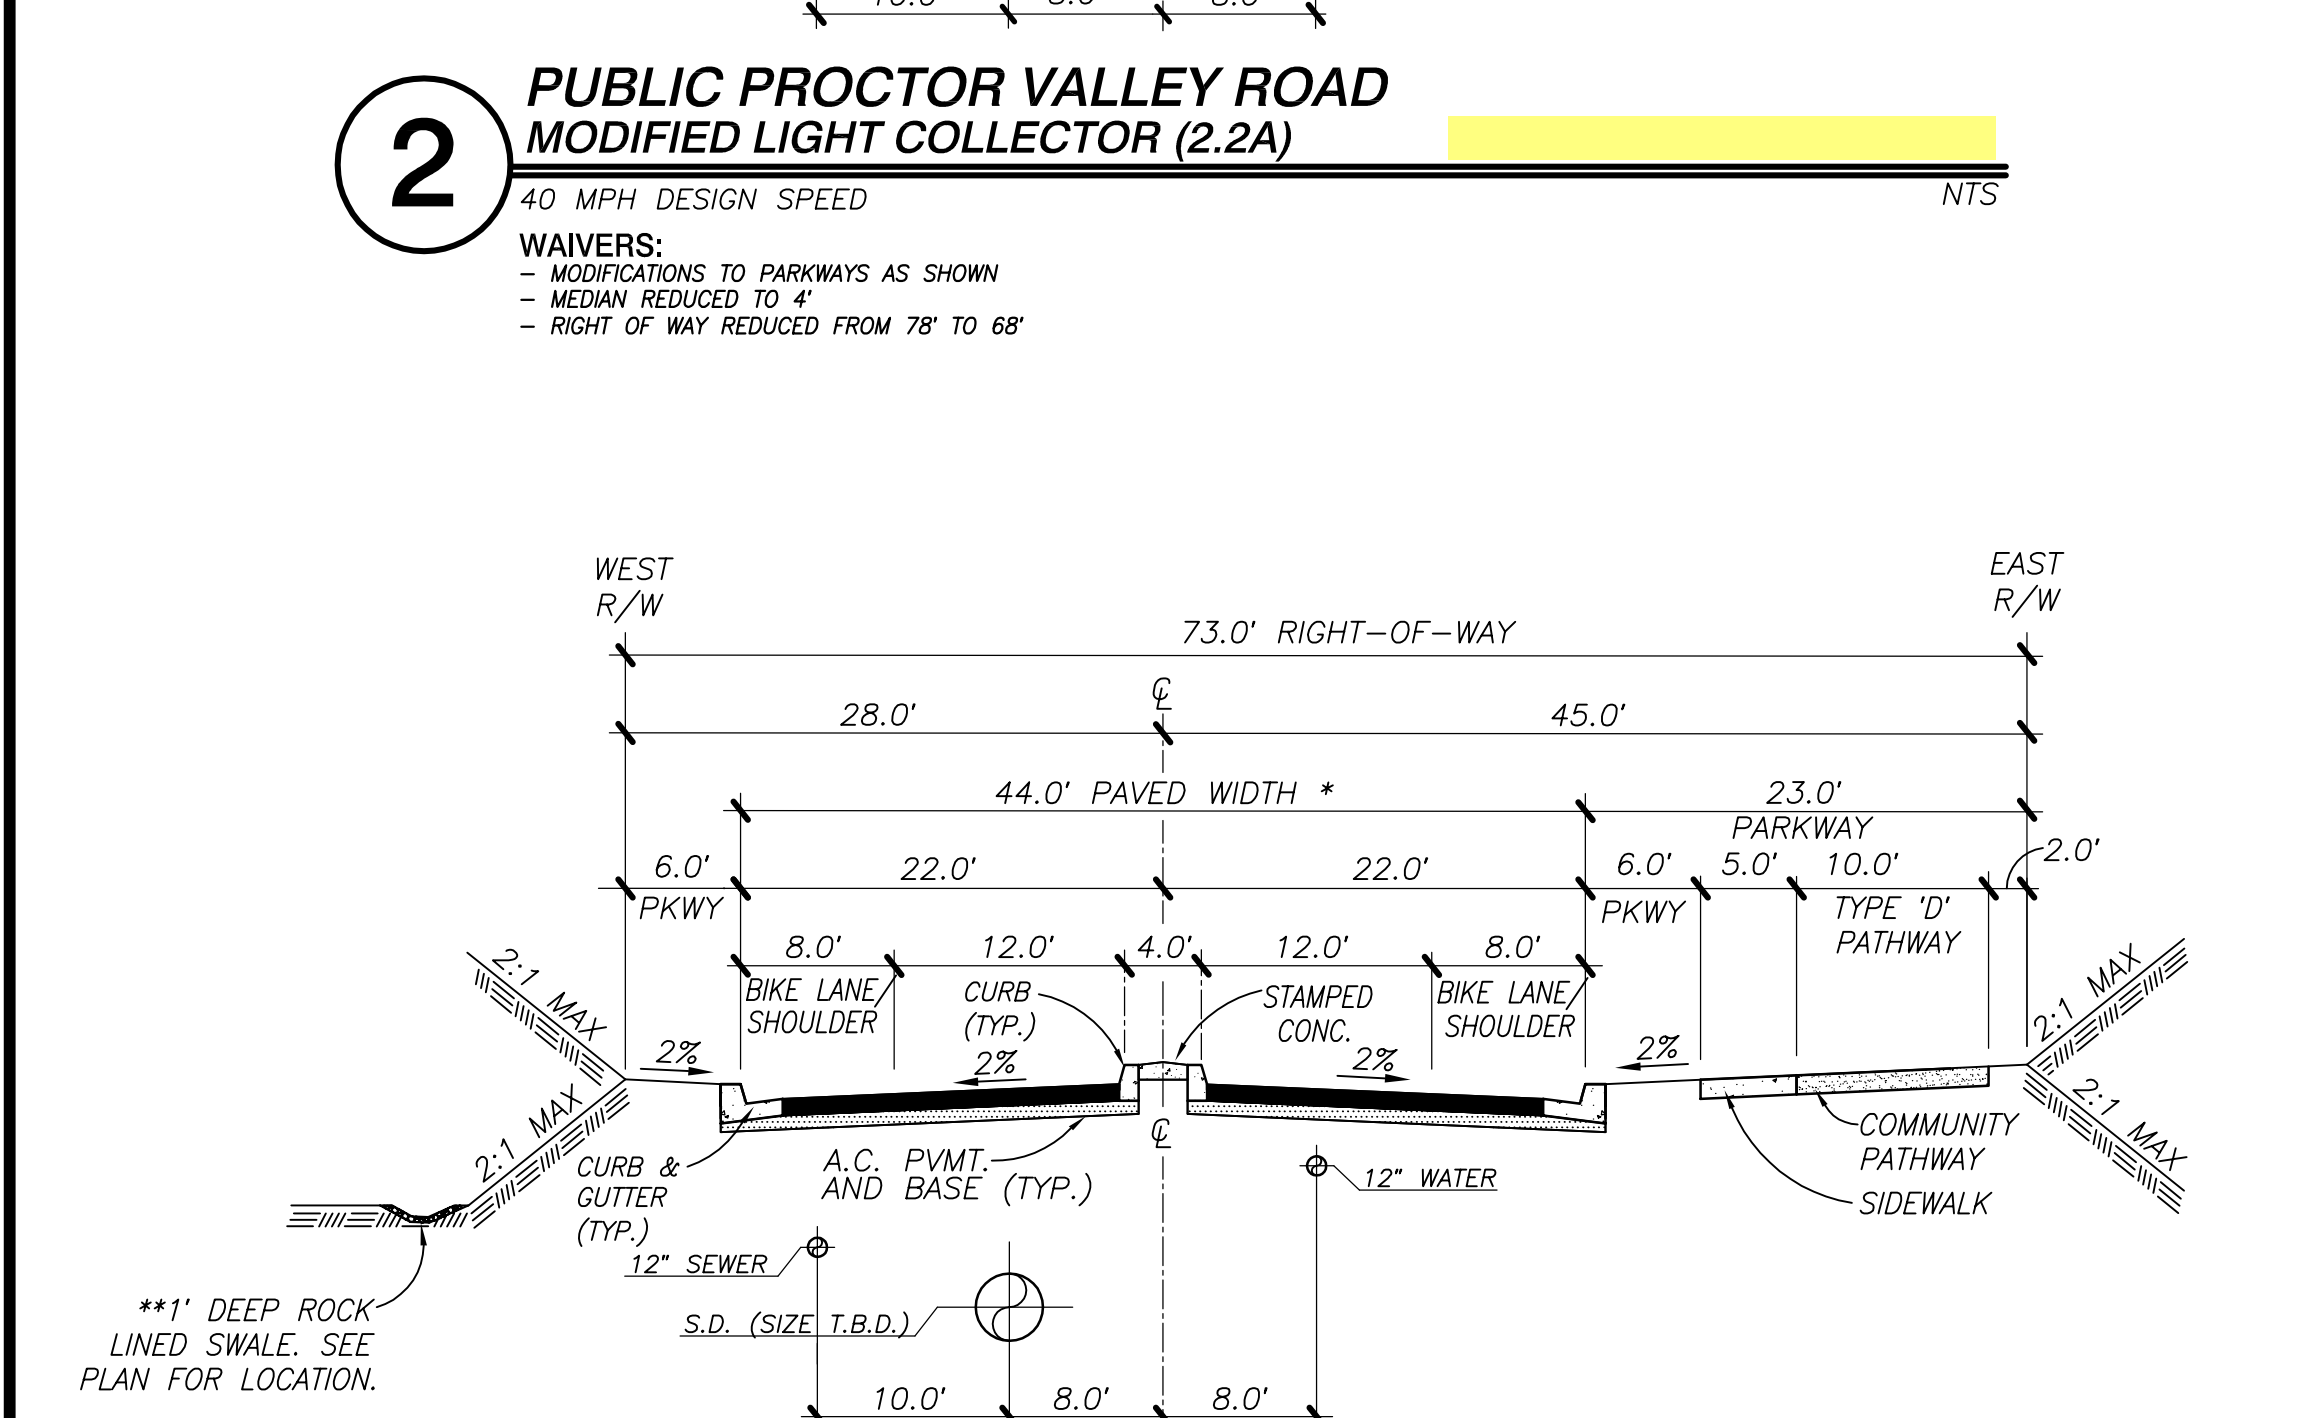 10.0' 8.0' 8.0'
2
PUBLIC PROCTOR VALLEY ROAD
MODIFIED LIGHT COLLECTOR (2.2A)
40 MPH DESIGN SPEED
NTS
WAIVERS:
– MODIFICATIONS TO PARKWAYS AS SHOWN
– MEDIAN REDUCED TO 4'
– RIGHT OF WAY REDUCED FROM 78' TO 68'
WEST
R/W
EAST
R/W
73.0' RIGHT–OF–WAY
℄
28.0' 45.0'
44.0' PAVED WIDTH * 23.0'
PARKWAY
6.0' 22.0' 22.0' 6.0' 5.0' 10.0' 2.0'
PKWY PKWY TYPE 'D'
PATHWAY
8.0' 12.0' 4.0' 12.0' 8.0'
BIKE LANE/
SHOULDER
CURB
(TYP.)
STAMPED
CONC.
BIKE LANE/
SHOULDER
2:1 MAX
2:1 MAX
2% 2% 2% 2%
2:1 MAX
2:1 MAX
℄
CURB &
GUTTER
(TYP.)
A.C. PVMT.
AND BASE (TYP.)
12" WATER
COMMUNITY
PATHWAY
SIDEWALK
12" SEWER
S.D. (SIZE T.B.D.)
**1' DEEP ROCK
LINED SWALE. SEE
PLAN FOR LOCATION.
10.0' 8.0' 8.0'